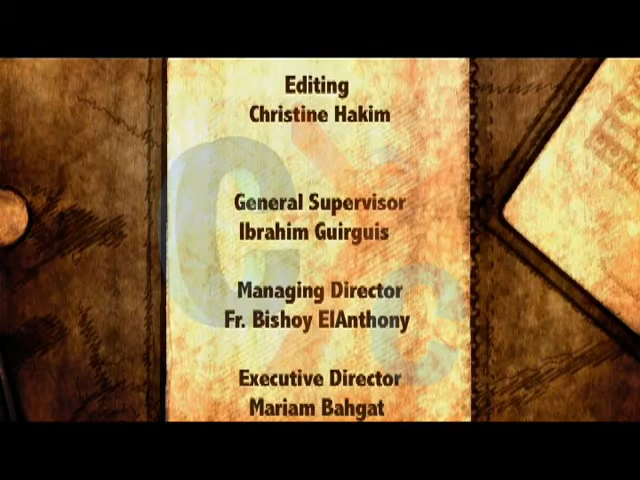 Editing
Christine Hakim
General Supervisor
Ibrahim Guirguis
Managing Director
Fr. Bishoy ElAnthony
Executive Director
Mariam Bahgat